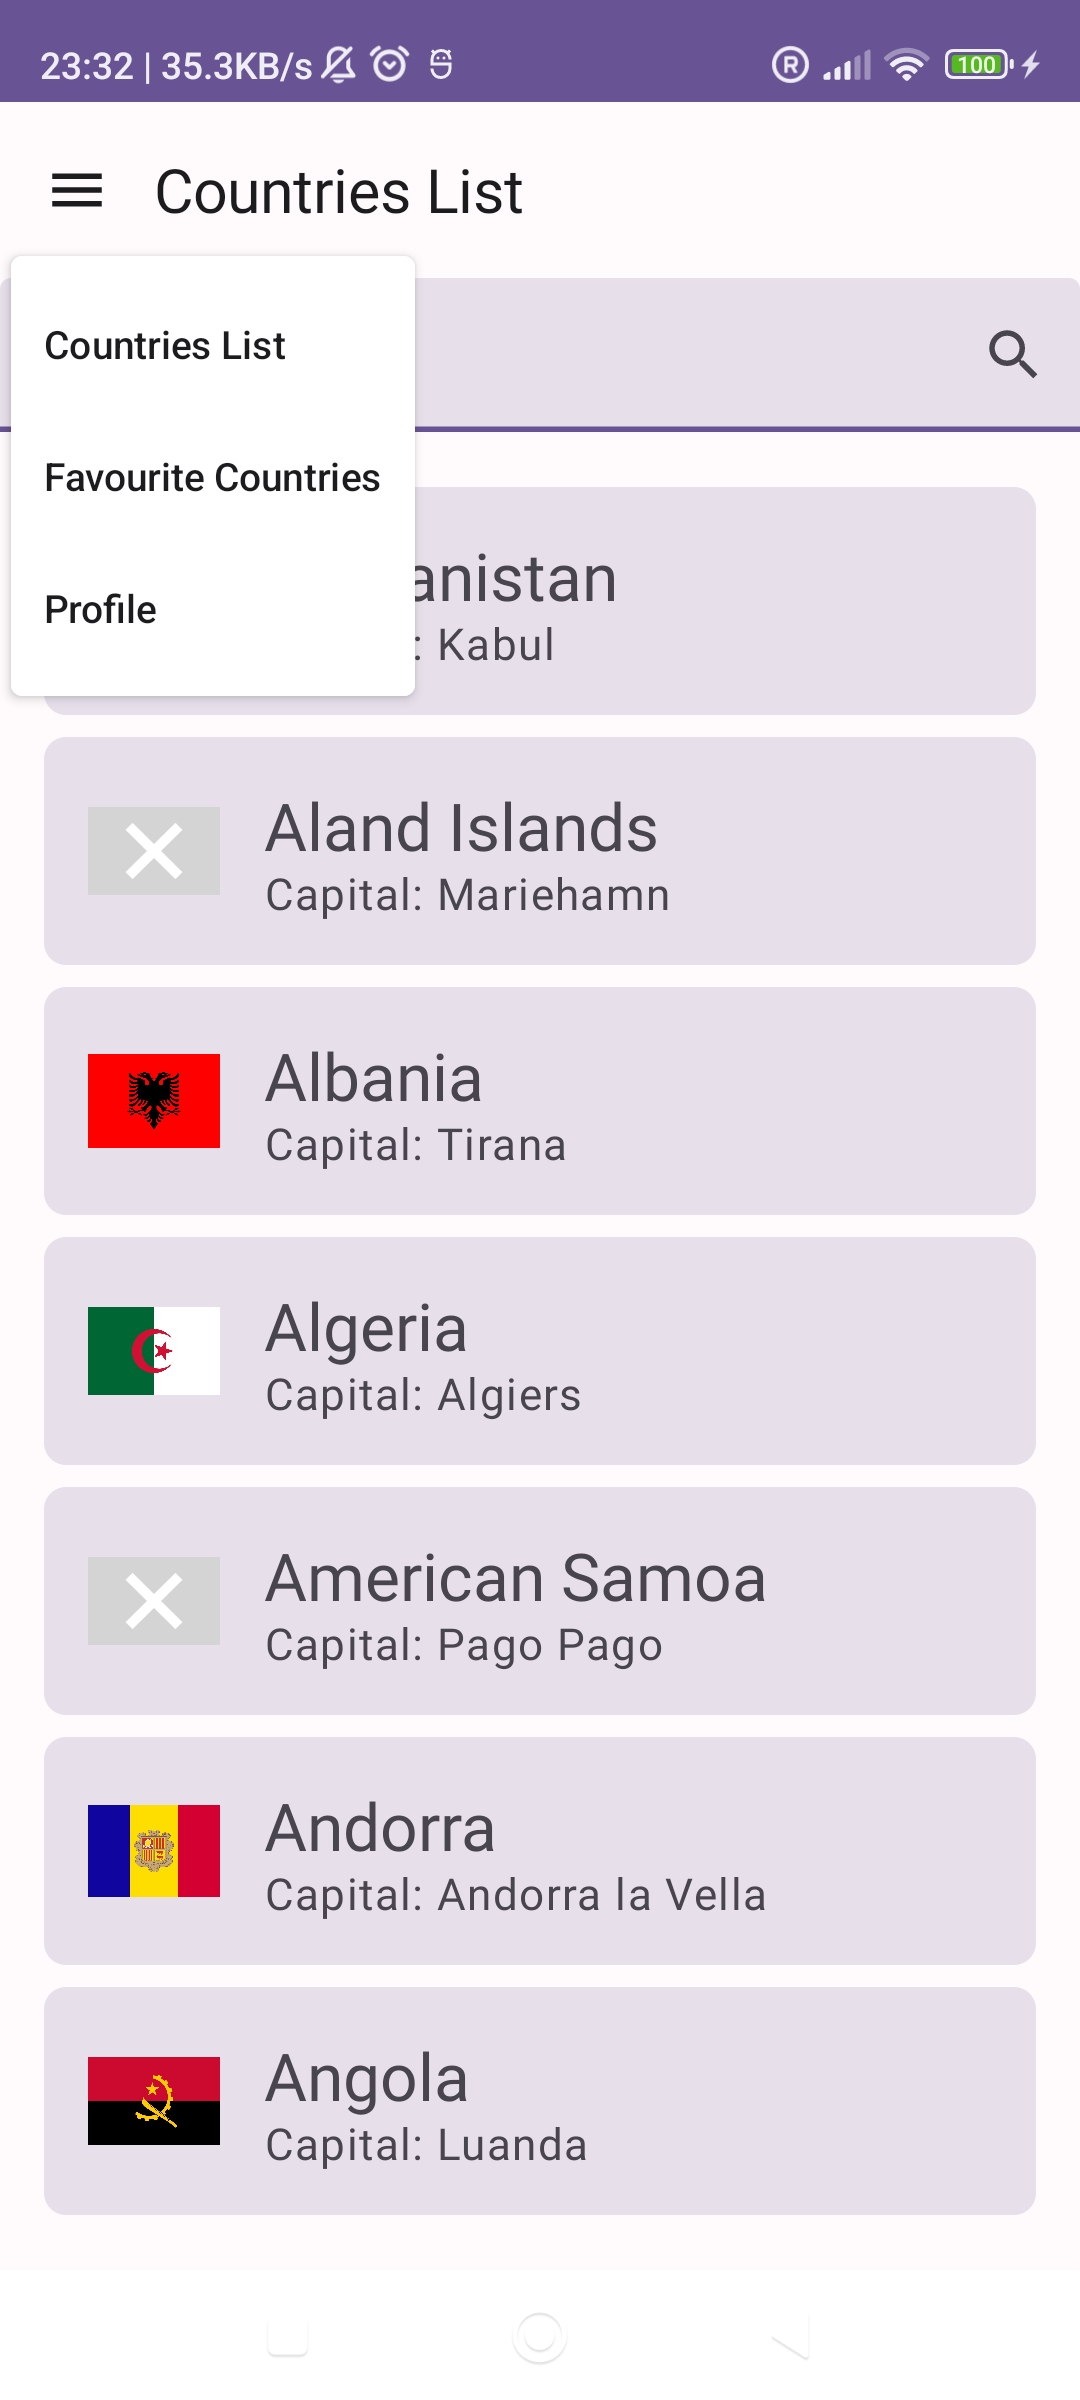 23:32 | 35.3KB/s
100
Countries List
Countries List
Favourite Countries
Profile
anistan
: Kabul
Aland Islands
Capital: Mariehamn
Albania
Capital: Tirana
Algeria
Capital: Algiers
American Samoa
Capital: Pago Pago
Andorra
Capital: Andorra la Vella
Angola
Capital: Luanda